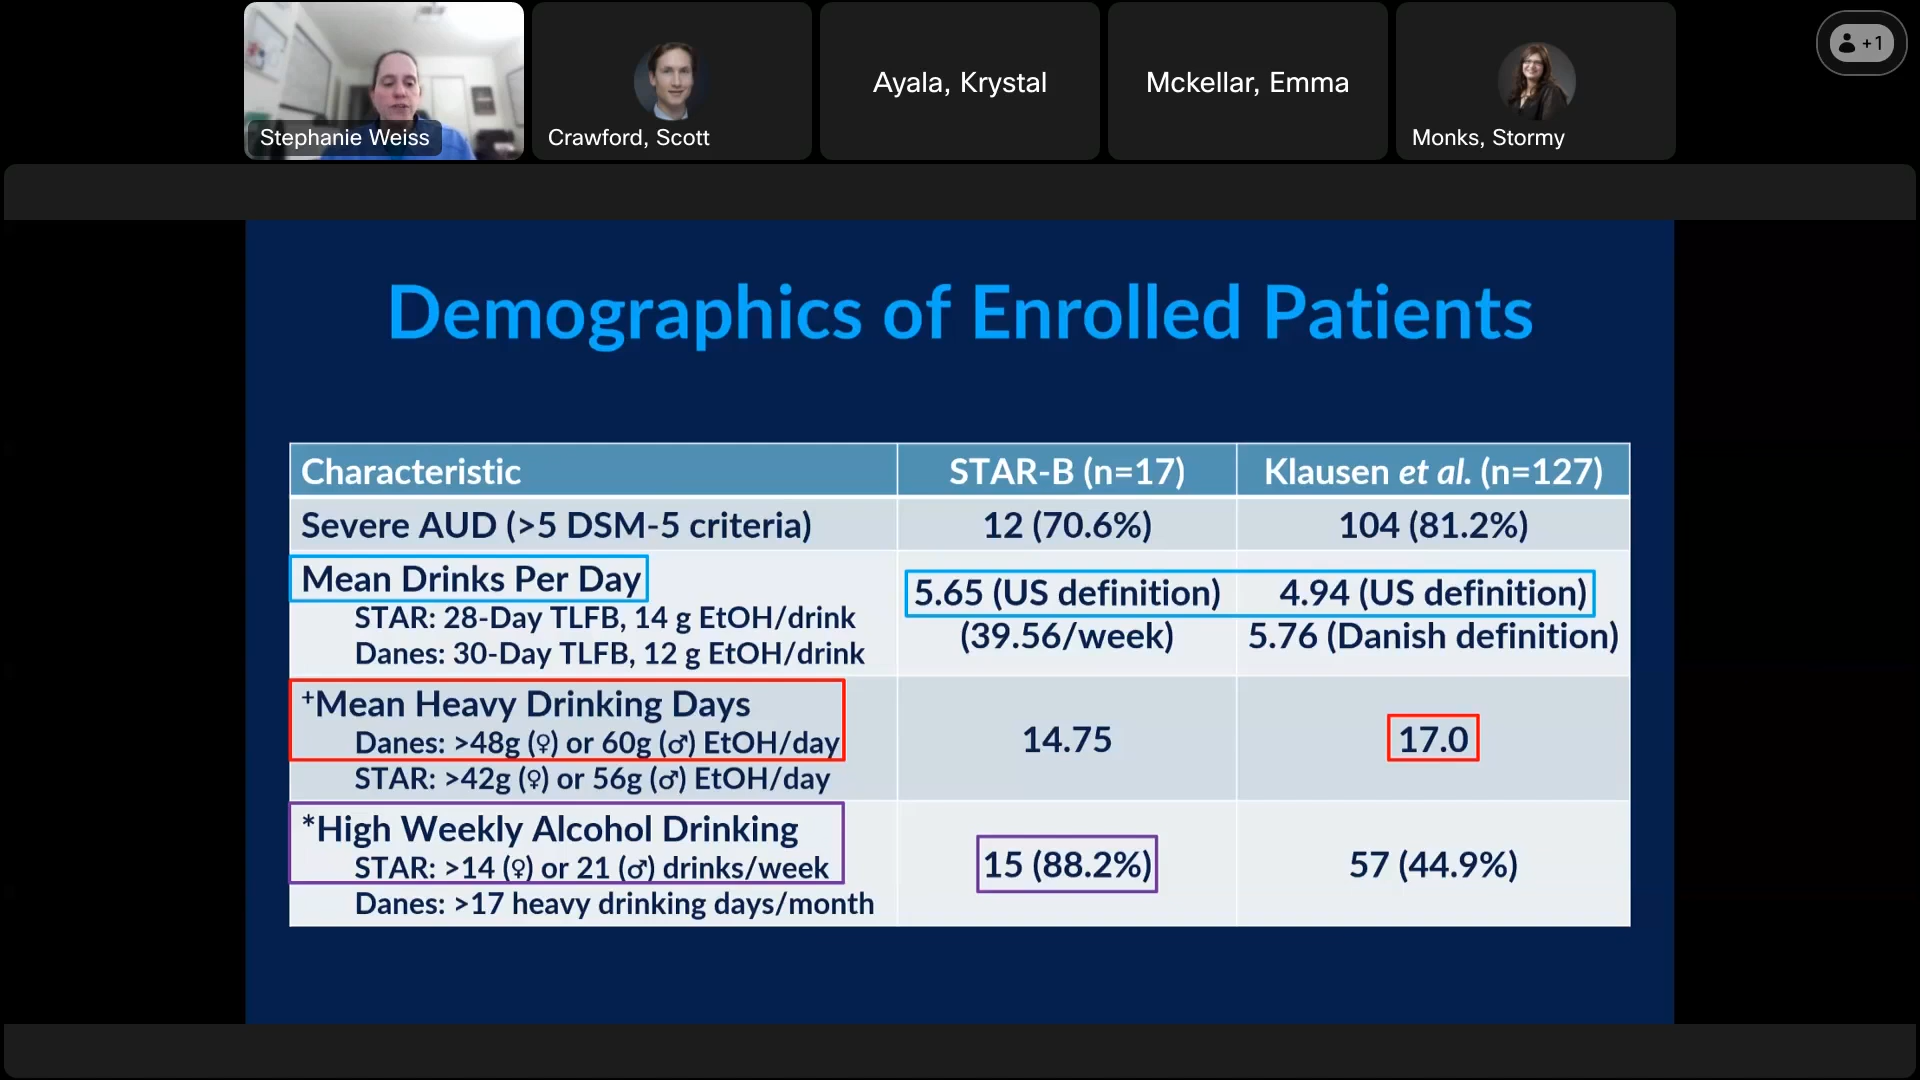 Stephanie Weiss
Crawford, Scott
Ayala, Krystal
Mckellar, Emma
Monks, Stormy
+1
Demographics of Enrolled Patients
Characteristic STAR-B (n=17) Klausen et al. (n=127)
Severe AUD (>5 DSM-5 criteria) 12 (70.6%) 104 (81.2%)
Mean Drinks Per Day 5.65 (US definition) 4.94 (US definition)
STAR: 28-Day TLFB, 14 g EtOH/drink (39.56/week) 5.76 (Danish definition)
Danes: 30-Day TLFB, 12 g EtOH/drink
+Mean Heavy Drinking Days
Danes: >48g (♀) or 60g (♂) EtOH/day 14.75 17.0
STAR: >42g (♀) or 56g (♂) EtOH/day
*High Weekly Alcohol Drinking
STAR: >14 (♀) or 21 (♂) drinks/week 15 (88.2%) 57 (44.9%)
Danes: >17 heavy drinking days/month